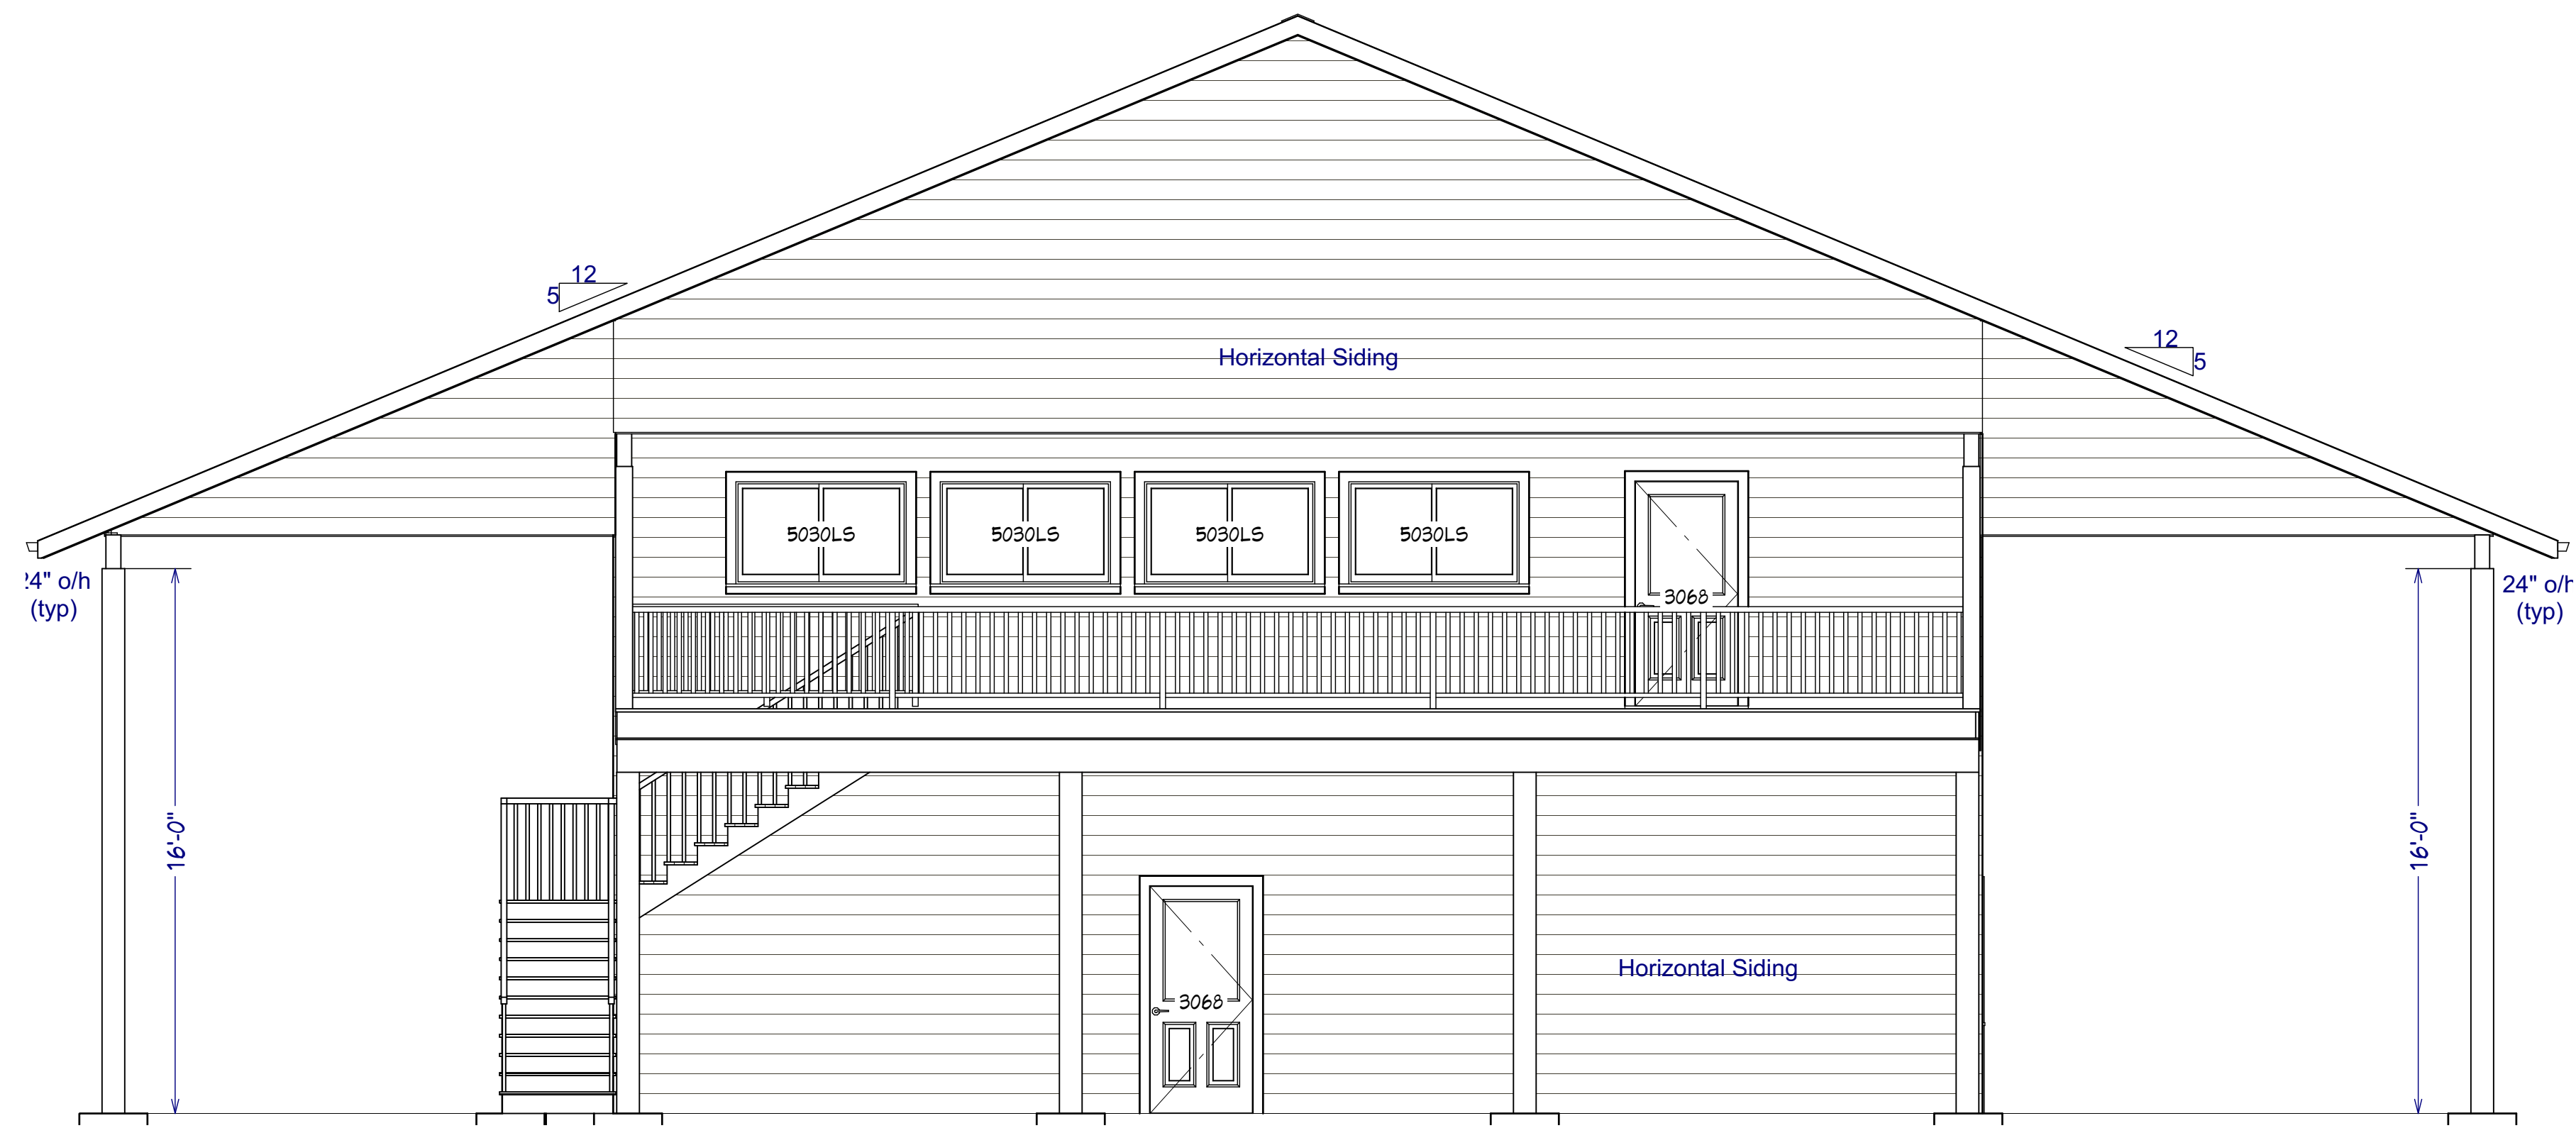 12
5
12
5
Horizontal Siding
5030LS
5030LS
5030LS
5030LS
3068
24" o/h
(typ)
24" o/h
(typ)
16'-0"
16'-0"
Horizontal Siding
3068